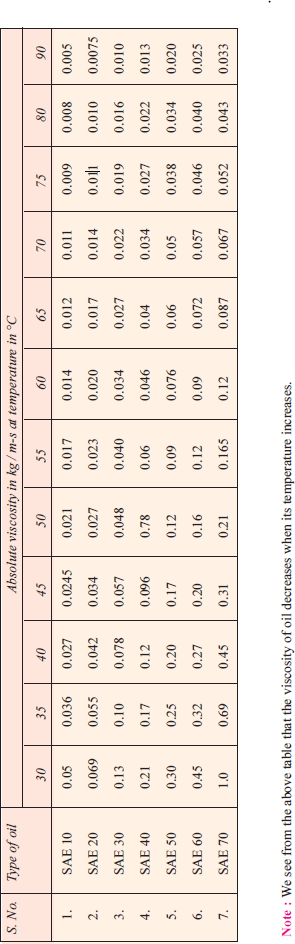 S. No. Type of oil Absolute viscosity in kg / m-s at temperature in °C
30 35 40 45 50 55 60 65 70 75 80 90
1. SAE 10 0.05 0.036 0.027 0.0245 0.021 0.017 0.014 0.012 0.011 0.009 0.008 0.005
2. SAE 20 0.069 0.055 0.042 0.034 0.027 0.023 0.020 0.017 0.014 0.011 0.010 0.0075
3. SAE 30 0.13 0.10 0.078 0.057 0.048 0.040 0.034 0.027 0.022 0.019 0.016 0.010
4. SAE 40 0.21 0.17 0.12 0.096 0.78 0.06 0.046 0.04 0.034 0.027 0.022 0.013
5. SAE 50 0.30 0.25 0.20 0.17 0.12 0.09 0.076 0.06 0.05 0.038 0.034 0.020
6. SAE 60 0.45 0.32 0.27 0.20 0.16 0.12 0.09 0.072 0.057 0.046 0.040 0.025
7. SAE 70 1.0 0.69 0.45 0.31 0.21 0.165 0.12 0.087 0.067 0.052 0.043 0.033
Note : We see from the above table that the viscosity of oil decreases when its temperature increases.